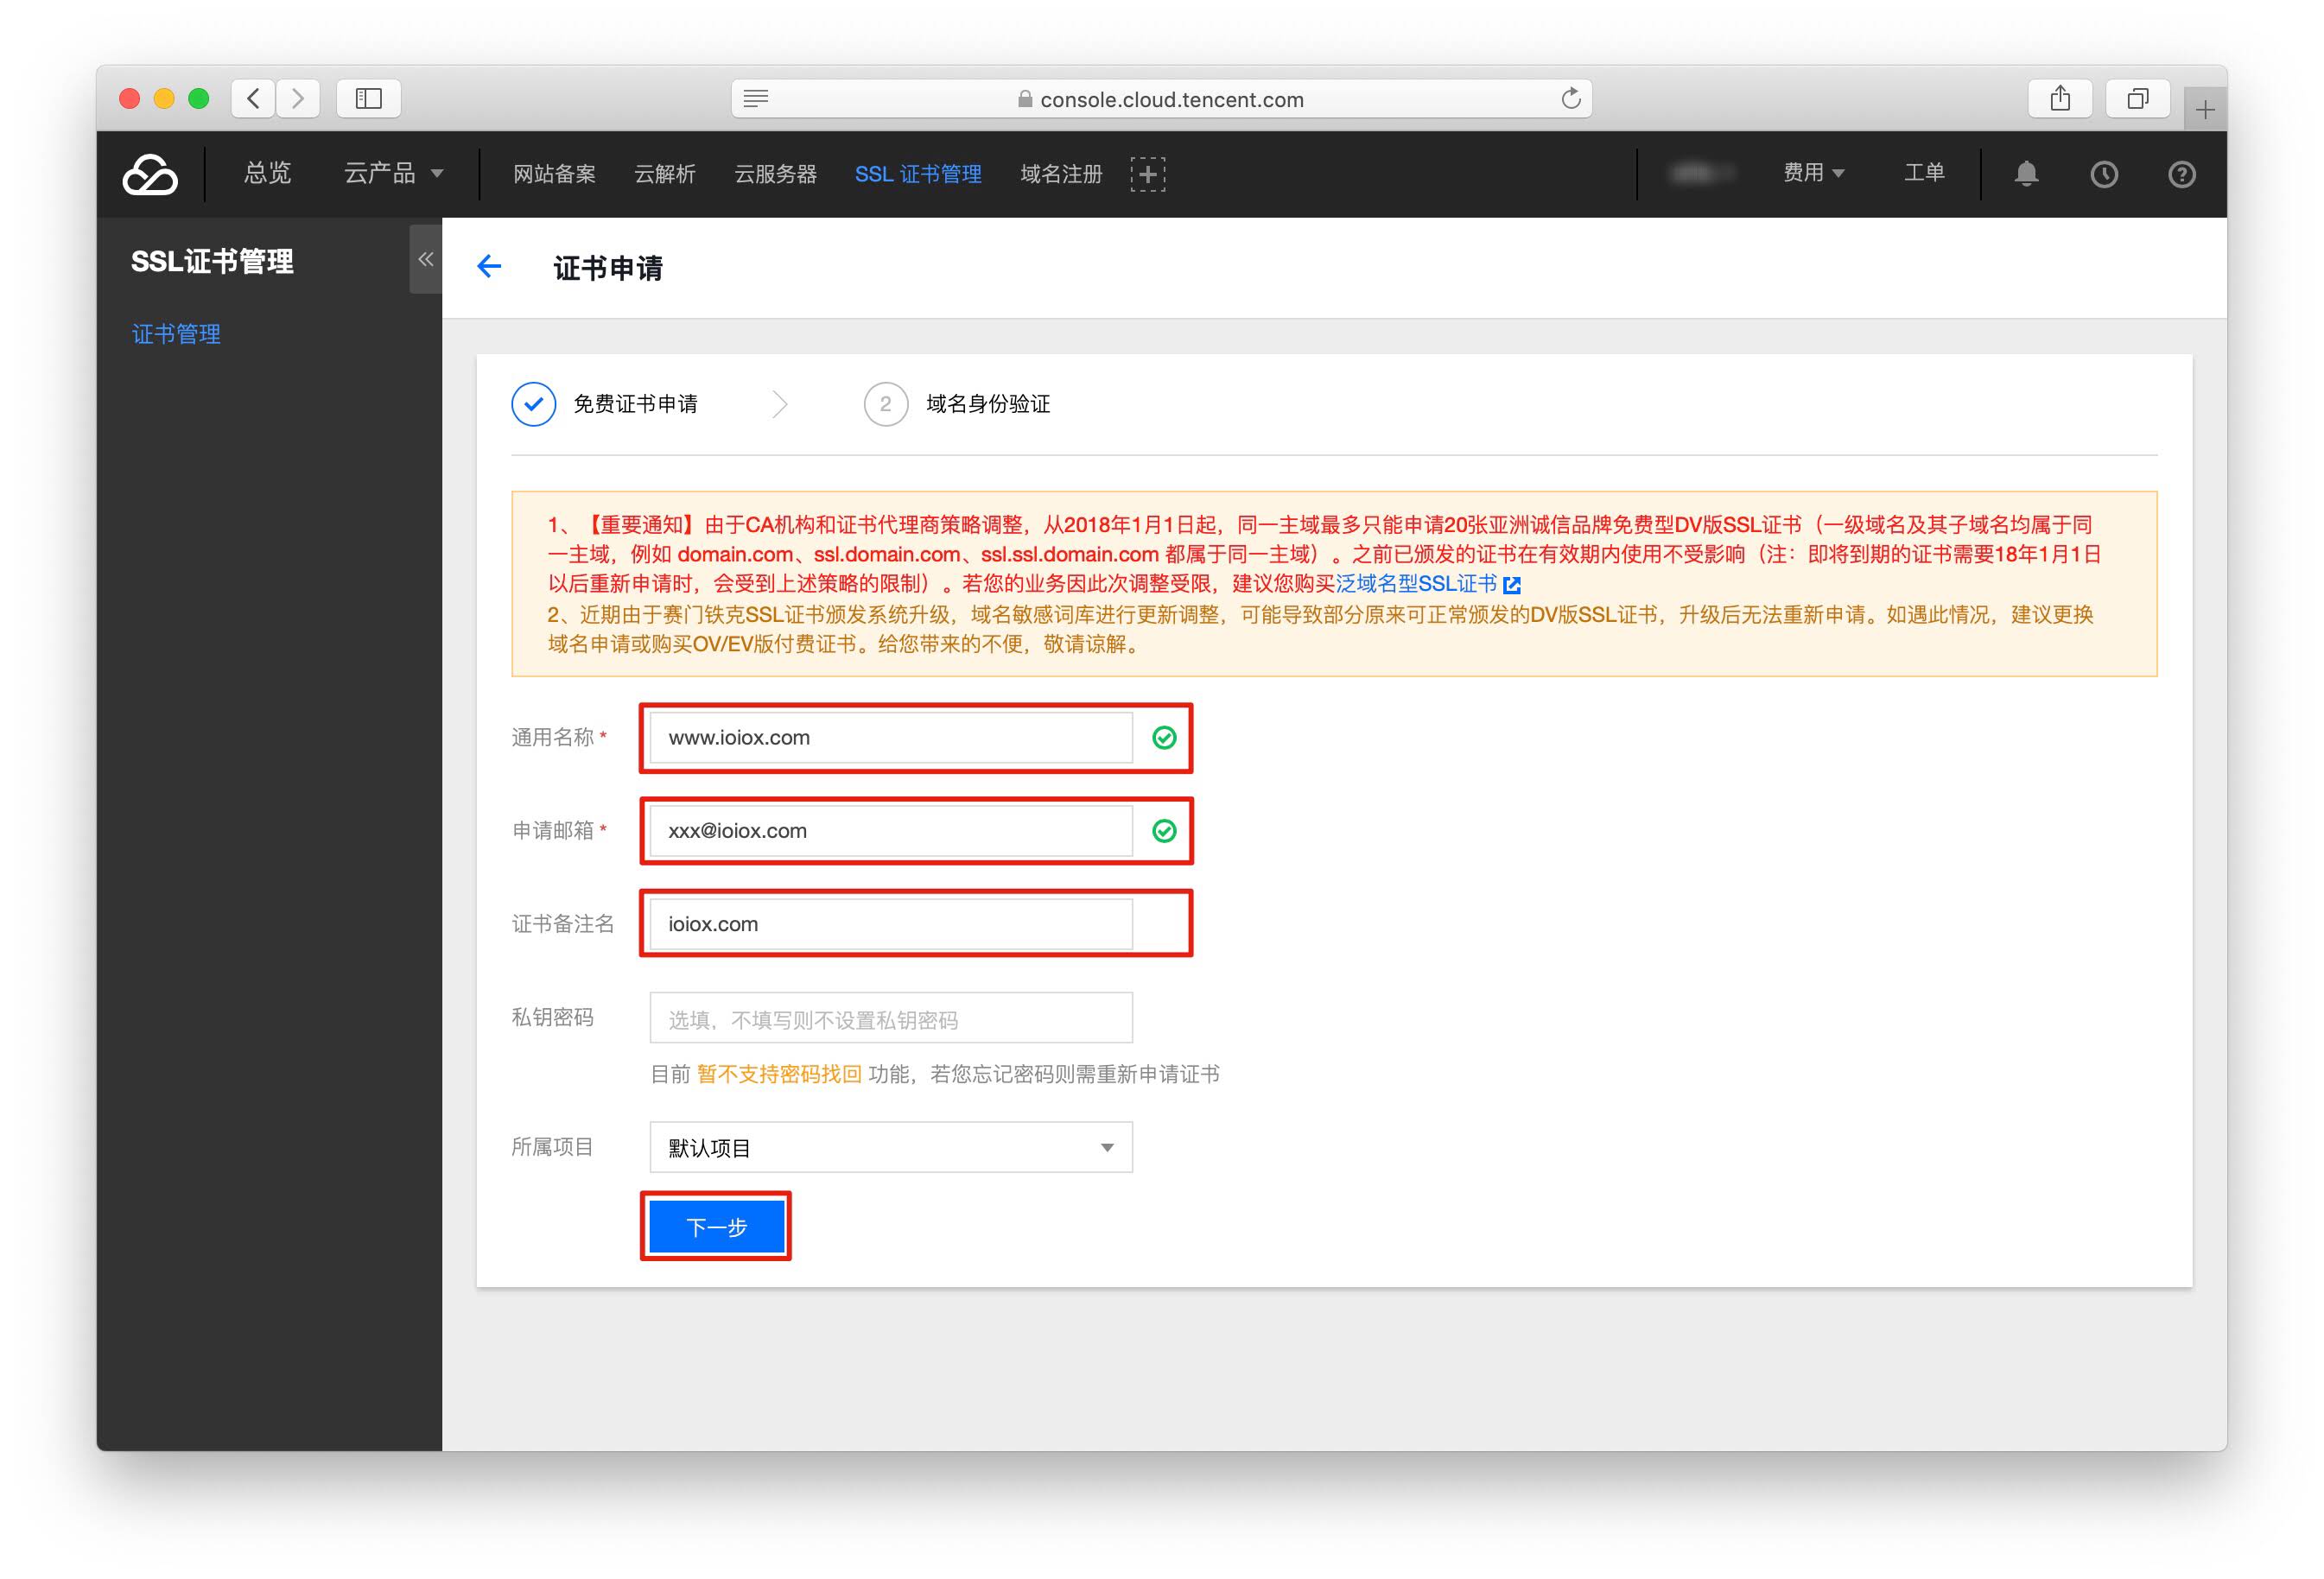 console.cloud.tencent.com
总览 云产品 网站备案 云解析 云服务器 SSL 证书管理 域名注册 费用 工单
SSL证书管理
证书管理
证书申请
免费证书申请 2 域名身份验证
1、【重要通知】由于CA机构和证书代理商策略调整，从2018年1月1日起，同一主域最多只能申请20张亚洲诚信品牌免费型DV版SSL证书（一级域名及其子域名均属于同
一主域，例如 domain.com、ssl.domain.com、ssl.ssl.domain.com 都属于同一主域）。之前已颁发的证书在有效期内使用不受影响（注：即将到期的证书需要18年1月1日
以后重新申请时，会受到上述策略的限制）。若您的业务因此次调整受限，建议您购买泛域名型SSL证书
2、近期由于赛门铁克SSL证书颁发系统升级，域名敏感词库进行更新调整，可能导致部分原来可正常颁发的DV版SSL证书，升级后无法重新申请。如遇此情况，建议更换
域名申请或购买OV/EV版付费证书。给您带来的不便，敬请谅解。
通用名称* www.ioiox.com
申请邮箱* xxx@ioiox.com
证书备注名 ioiox.com
私钥密码 选填，不填写则不设置私钥密码
目前 暂不支持密码找回 功能，若您忘记密码则需重新申请证书
所属项目 默认项目
下一步